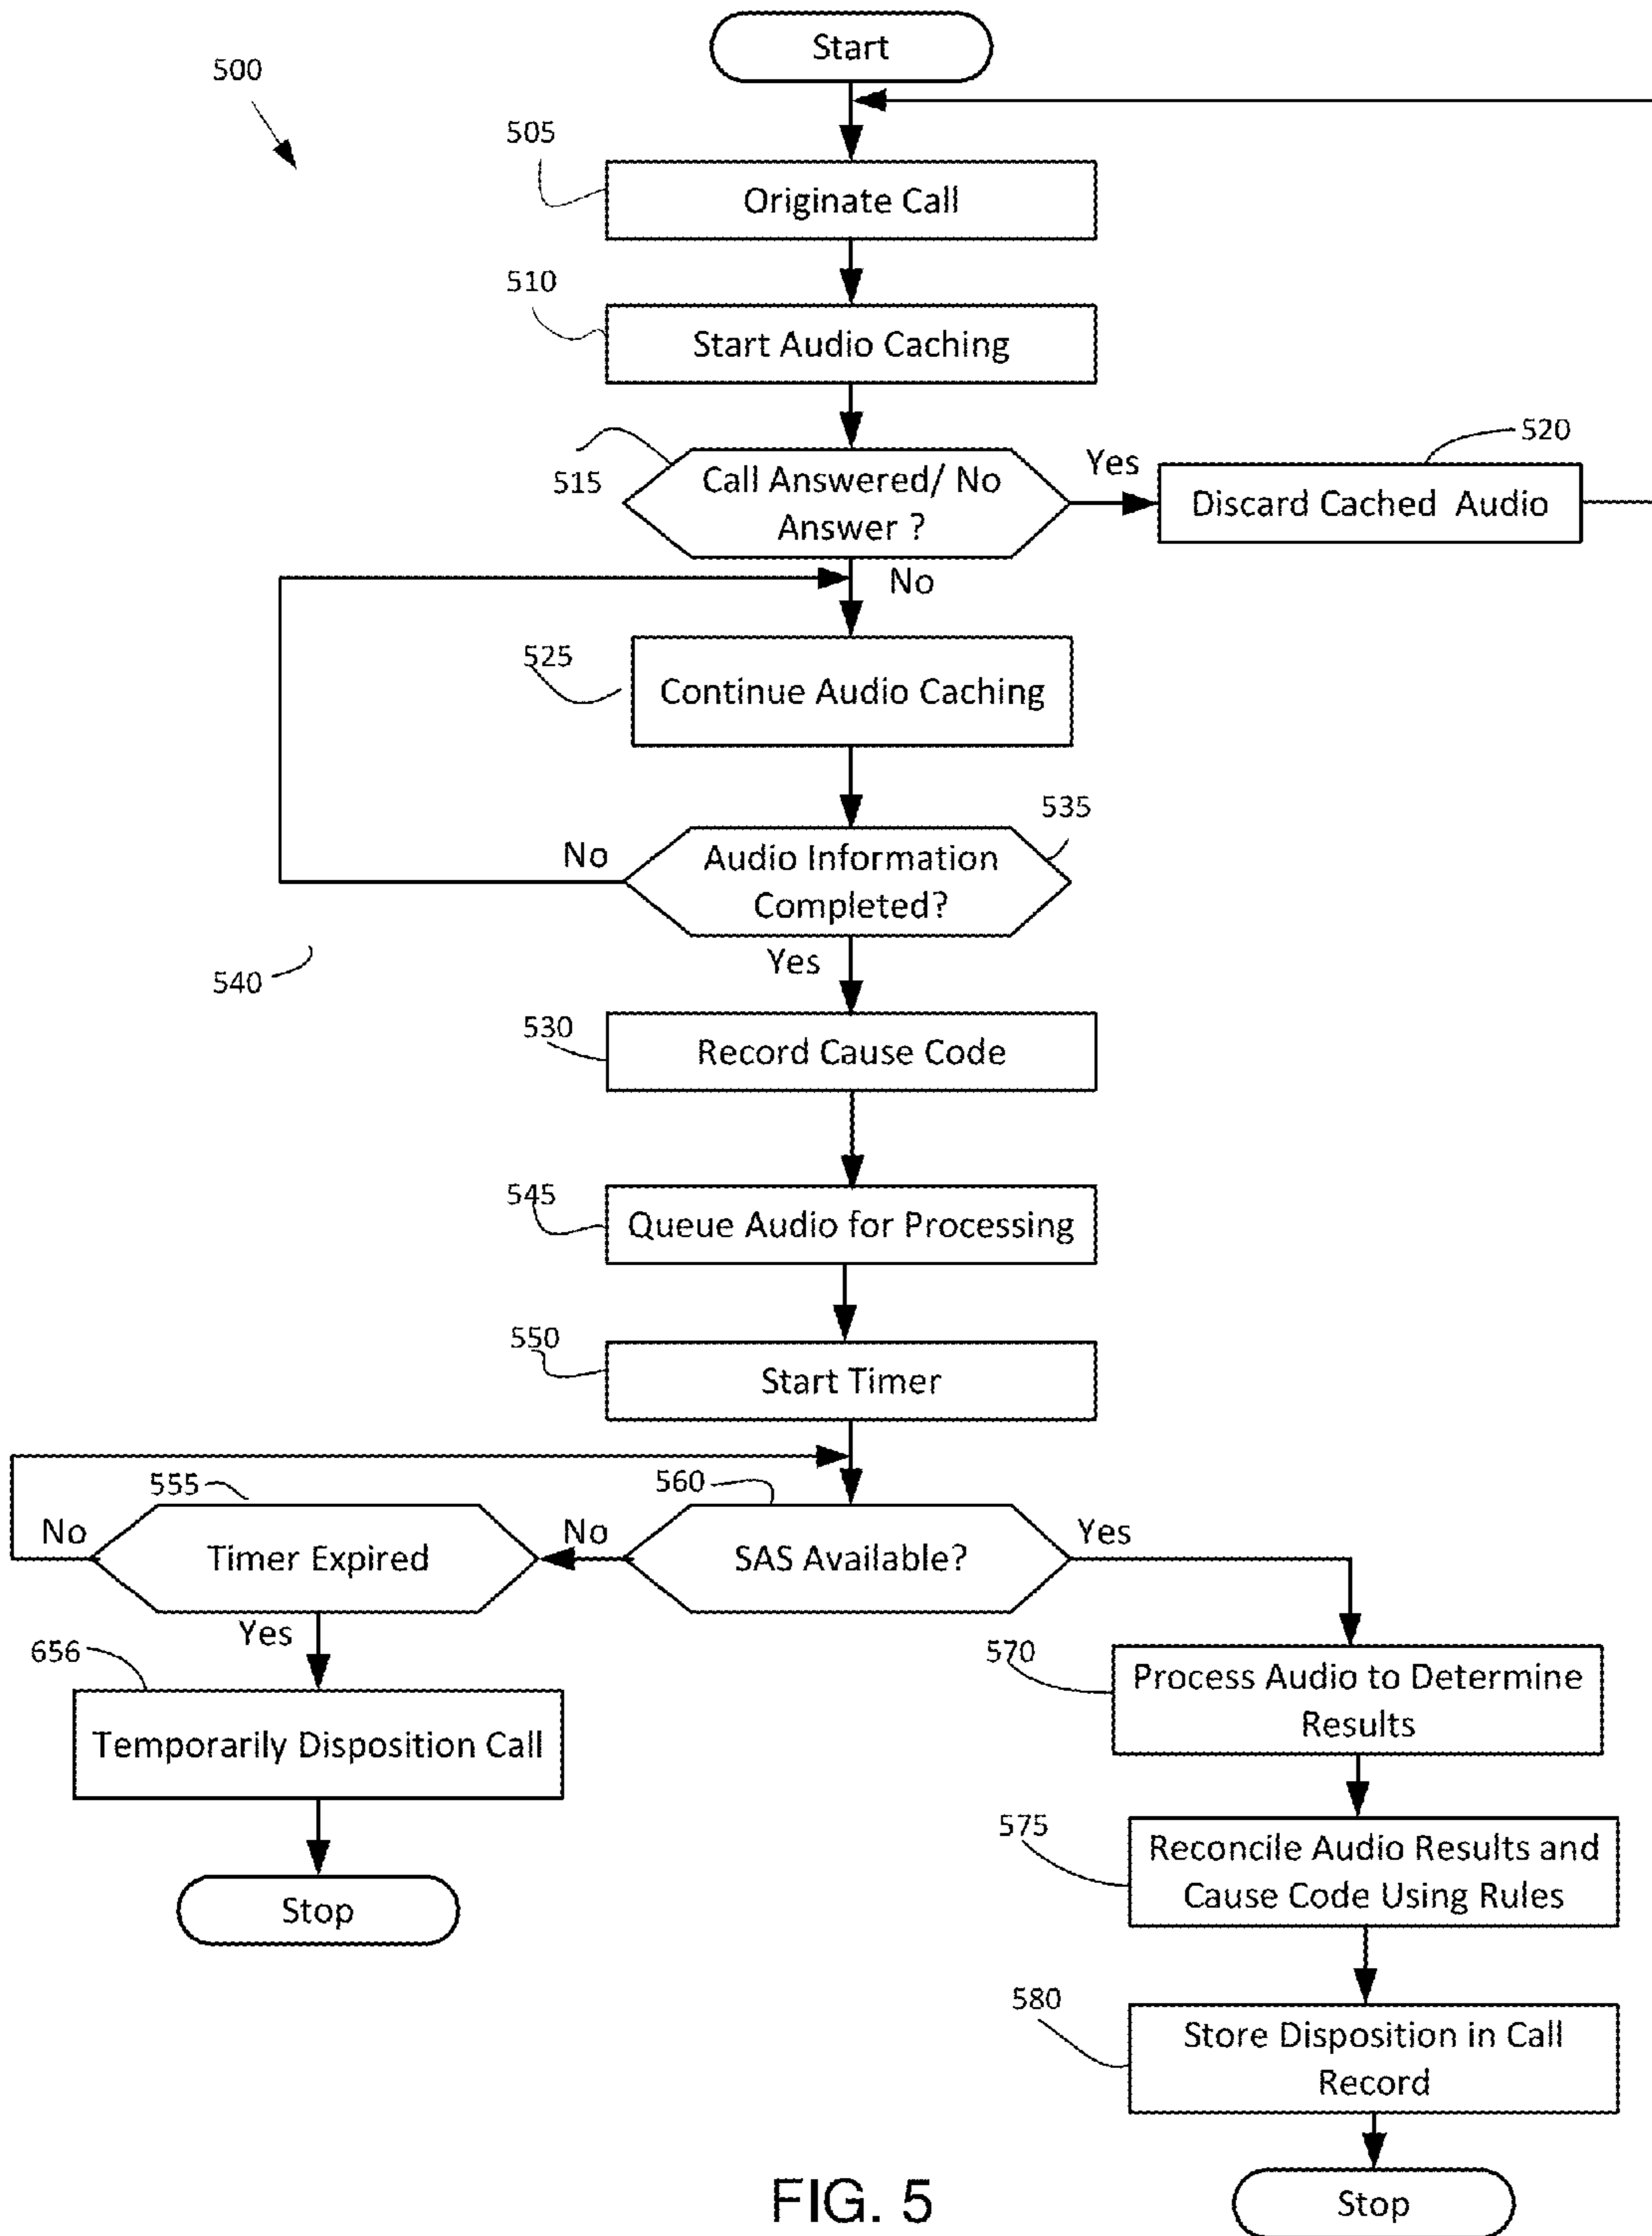 Start
500
505
Originate Call
510
Start Audio Caching
515
Call Answered/ No
Answer ?
Yes
520
Discard Cached Audio
No
525
Continue Audio Caching
535
Audio Information
Completed?
No
540
Yes
530
Record Cause Code
545
Queue Audio for Processing
550
Start Timer
555
560
No
Timer Expired
No
SAS Available?
Yes
Yes
656
Temporarily Disposition Call
Stop
570
Process Audio to Determine
Results
575
Reconcile Audio Results and
Cause Code Using Rules
580
Store Disposition in Call
Record
Stop
FIG. 5